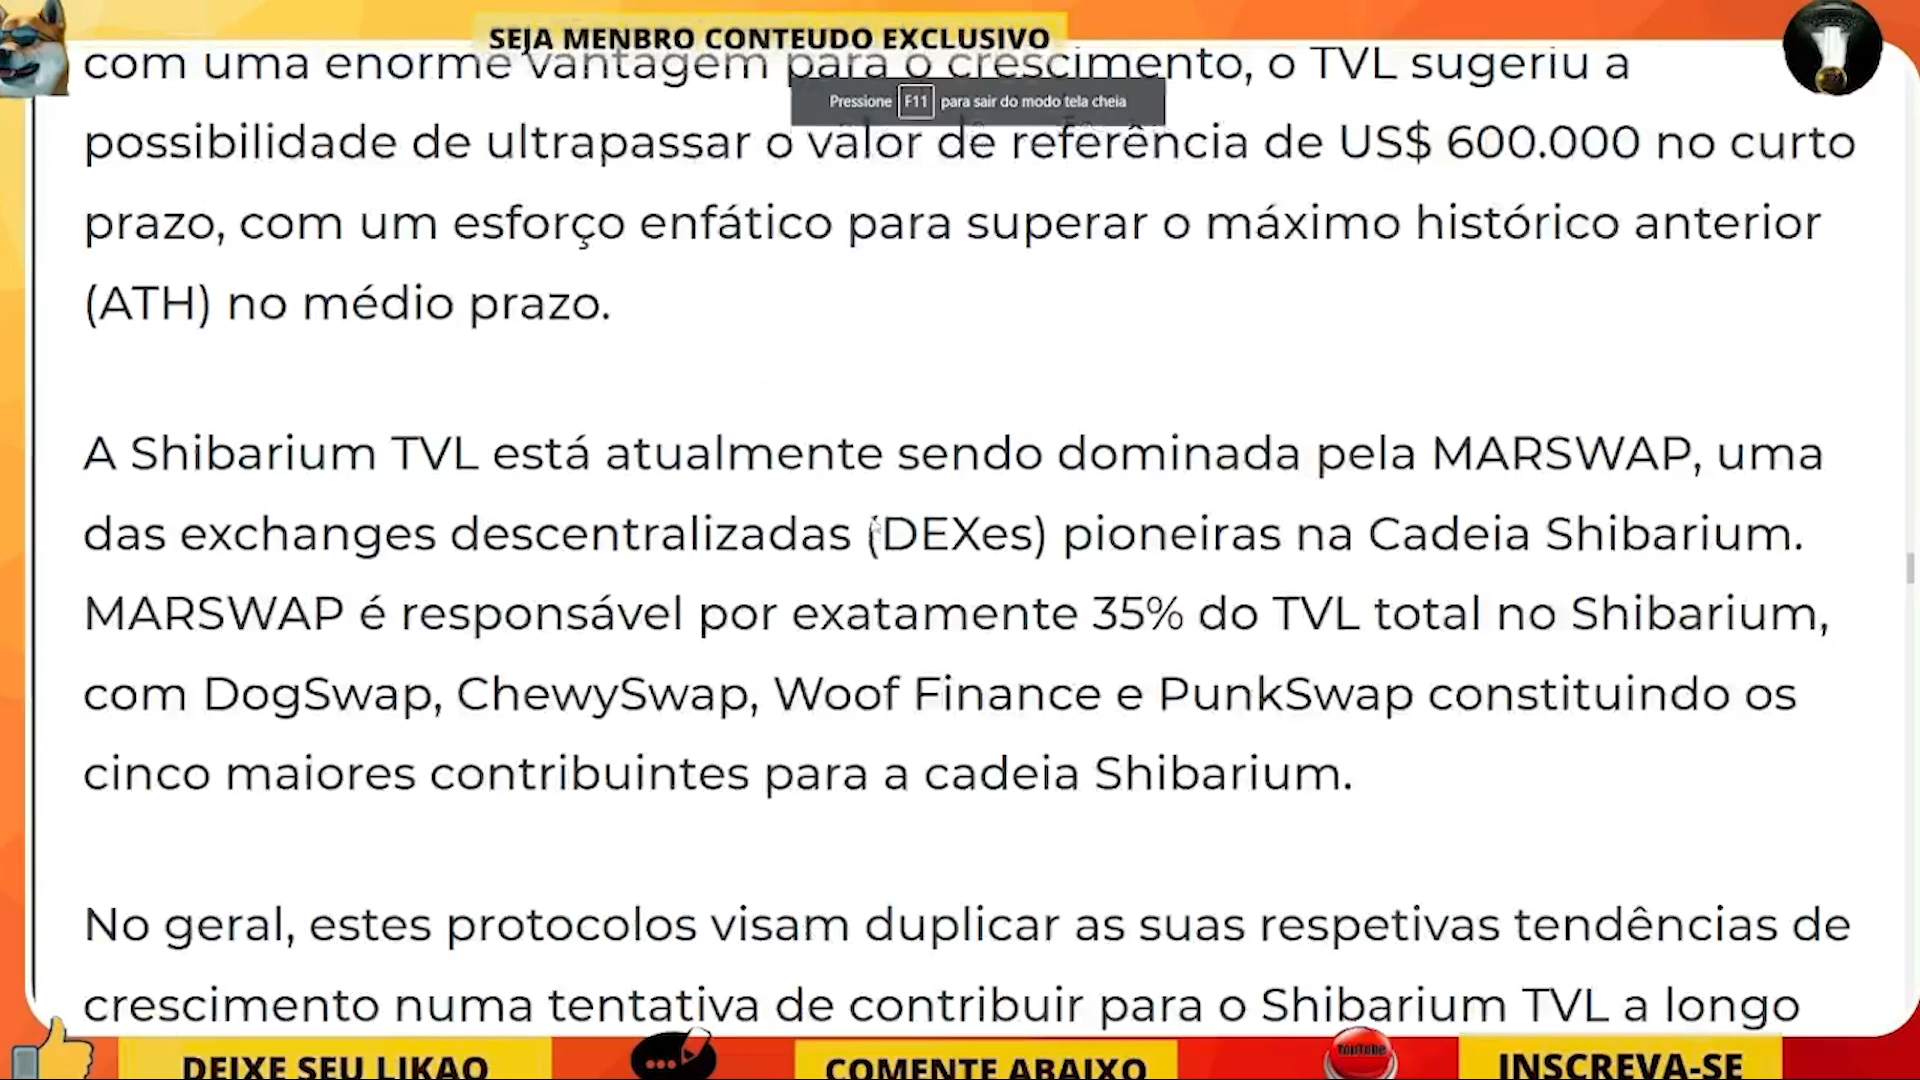 SEJA MENBRO CONTEUDO EXCLUSIVO
com uma enorme vantagem para o crescimento, o TVL sugeriu a
Pressione F11 para sair do modo tela cheia
possibilidade de ultrapassar o valor de referência de US$ 600.000 no curto
prazo, com um esforço enfático para superar o máximo histórico anterior
(ATH) no médio prazo.
A Shibarium TVL está atualmente sendo dominada pela MARSWAP, uma
das exchanges descentralizadas (DEXes) pioneiras na Cadeia Shibarium.
MARSWAP é responsável por exatamente 35% do TVL total no Shibarium,
com DogSwap, ChewySwap, Woof Finance e PunkSwap constituindo os
cinco maiores contribuintes para a cadeia Shibarium.
No geral, estes protocolos visam duplicar as suas respetivas tendências de
crescimento numa tentativa de contribuir para o Shibarium TVL a longo
DEIXE SEU LIKAO
COMENTE ABAIXO
YouTube
INSCREVA-SE